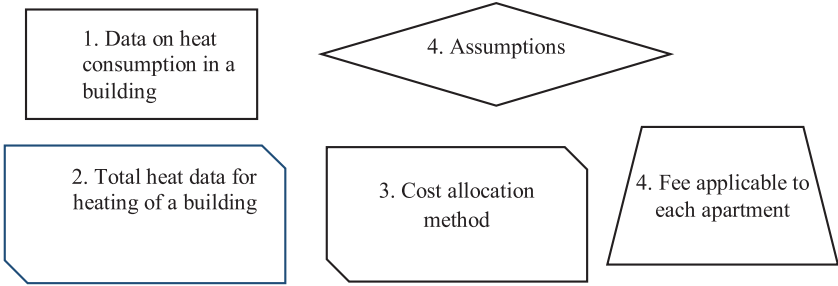 1. Data on heat
consumption in a
building
4. Assumptions
2. Total heat data for
heating of a building
3. Cost allocation
method
4. Fee applicable to
each apartment